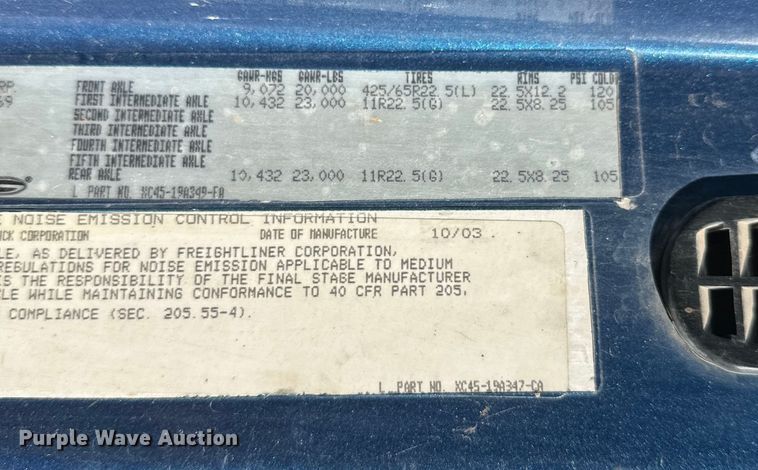 GAWR-KGS GAWR-LBS TIRES RIMS PSI COLD
RP. FRONT AXLE 9,072 20,000 425/65R22.5(L) 22.5X12.2 120
69 FIRST INTERMEDIATE AXLE 10,432 23,000 11R22.5(G) 22.5X8.25 105
SECOND INTERMEDIATE AXLE
THIRD INTERMEDIATE AXLE
FOURTH INTERMEDIATE AXLE
FIFTH INTERMEDIATE AXLE
REAR AXLE 10,432 23,000 11R22.5(G) 22.5X8.25 105
L PART NO. XC45-19A349-FA
E NOISE EMISSION CONTROL INFORMATION
CK CORPORATION DATE OF MANUFACTURE 10/03
LE, AS DELIVERED BY FREIGHTLINER CORPORATION,
REGULATIONS FOR NOISE EMISSION APPLICABLE TO MEDIUM
IS THE RESPONSIBILITY OF THE FINAL STAGE MANUFACTURER
LE WHILE MAINTAINING CONFORMANCE TO 40 CFR PART 205.
COMPLIANCE (SEC. 205.55-4).
L PART NO. XC45-19A347-CA
Purple Wave Auction